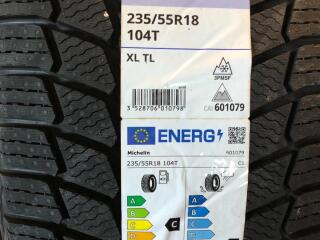 235/55R18
104T
XL TL
3PMSF
3 528706 010798
CAI 601079
ENERG
Michelin
601079
235/55R18 104T
C1
A
B
C
D
C
A
B
C